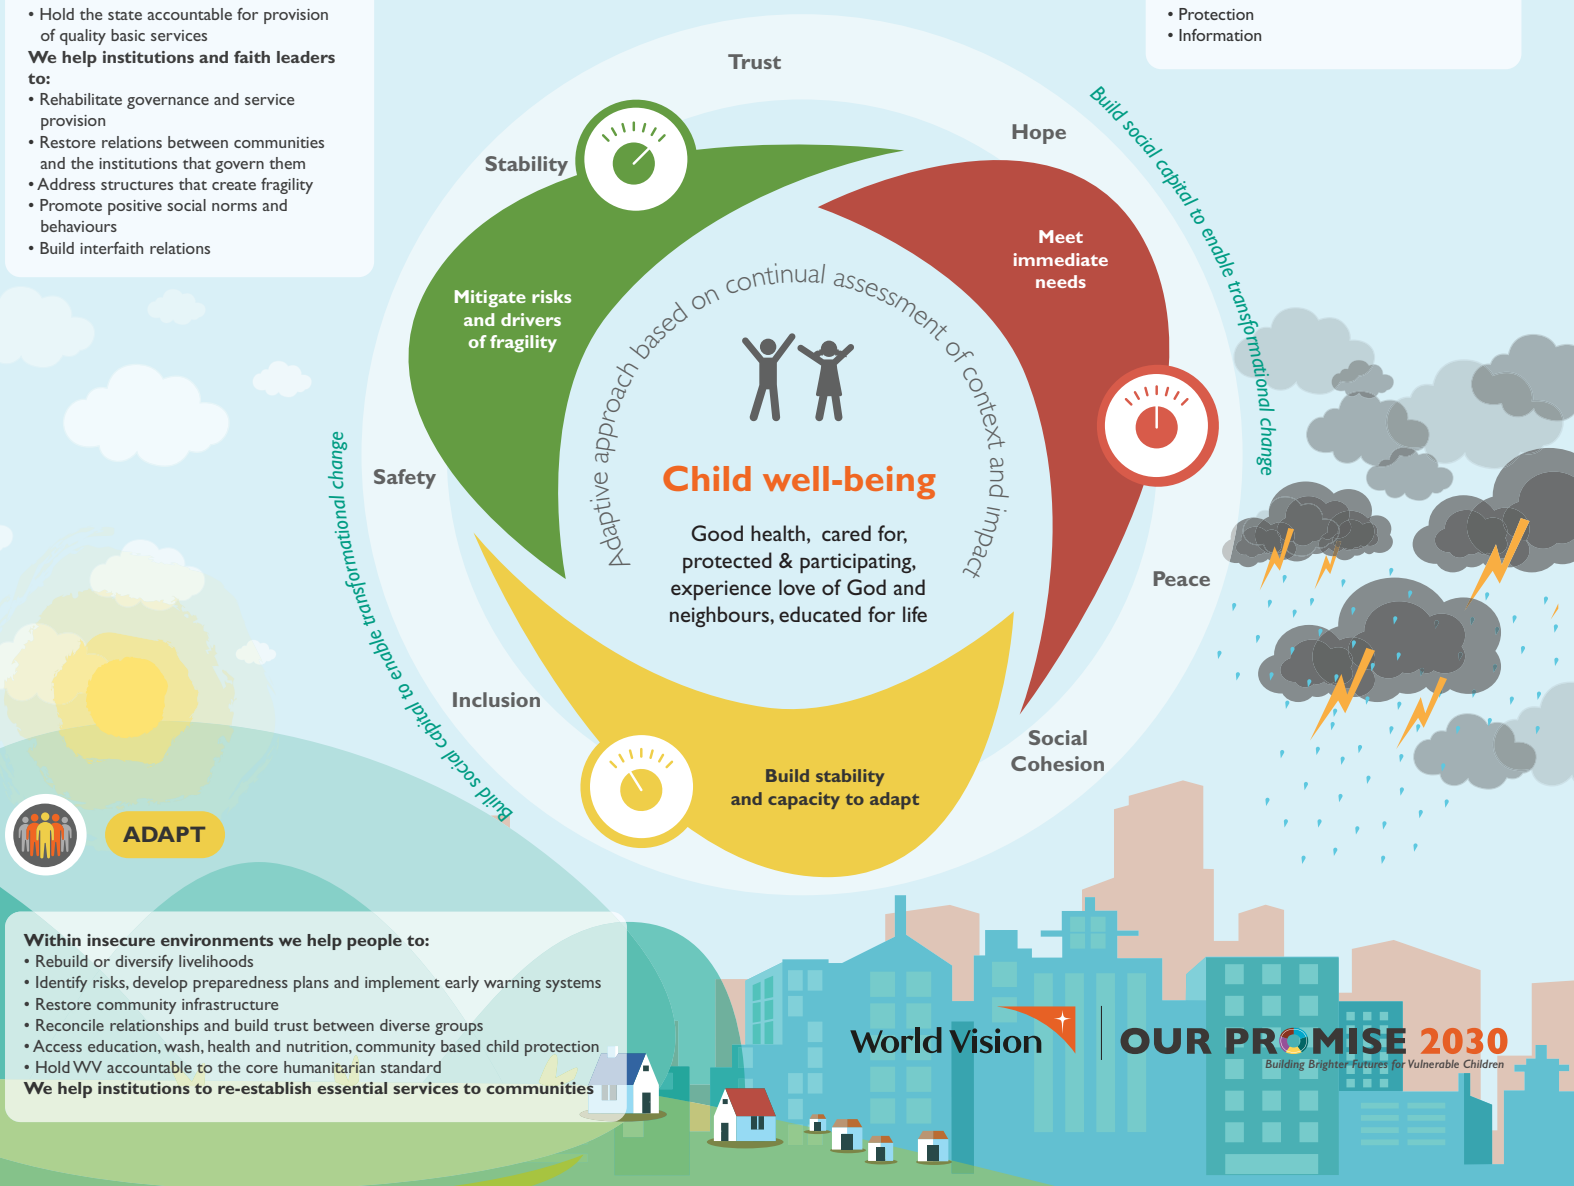 • Hold the state accountable for provision
of quality basic services
We help institutions and faith leaders
to:
• Rehabilitate governance and service
provision
• Restore relations between communities
and the institutions that govern them
• Address structures that create fragility
• Promote positive social norms and
behaviours
• Build interfaith relations
• Protection
• Information
Trust
Hope
Stability
Safety
Inclusion
Peace
Social
Cohesion
Build social capital to enable transformational change
Build social capital to enable transformational change
Mitigate risks
and drivers
of fragility
Meet
immediate
needs
Build stability
and capacity to adapt
Adaptive approach based on continual assessment of context and impact
Child well-being
Good health, cared for,
protected & participating,
experience love of God and
neighbours, educated for life
ADAPT
Within insecure environments we help people to:
• Rebuild or diversify livelihoods
• Identify risks, develop preparedness plans and implement early warning systems
• Restore community infrastructure
• Reconcile relationships and build trust between diverse groups
• Access education, wash, health and nutrition, community based child protection
• Hold WV accountable to the core humanitarian standard
We help institutions to re-establish essential services to communities
World Vision
OUR PROMISE 2030
Building Brighter Futures for Vulnerable Children